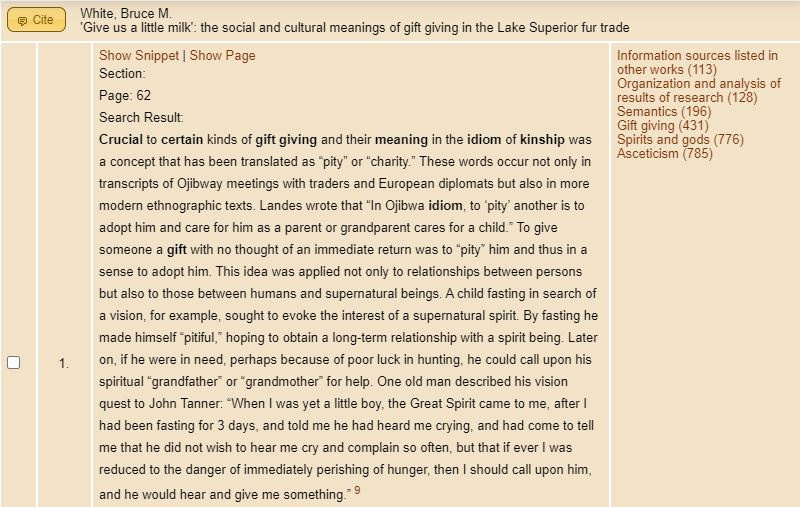 Cite
White, Bruce M.
'Give us a little milk': the social and cultural meanings of gift giving in the Lake Superior fur trade
Show Snippet | Show Page
Section:
Page: 62
Search Result:
Crucial to certain kinds of gift giving and their meaning in the idiom of kinship was
a concept that has been translated as “pity” or “charity.” These words occur not only in
transcripts of Ojibway meetings with traders and European diplomats but also in more
modern ethnographic texts. Landes wrote that “In Ojibwa idiom, to ‘pity’ another is to
adopt him and care for him as a parent or grandparent cares for a child.” To give
someone a gift with no thought of an immediate return was to “pity” him and thus in a
sense to adopt him. This idea was applied not only to relationships between persons
but also to those between humans and supernatural beings. A child fasting in search of
a vision, for example, sought to evoke the interest of a supernatural spirit. By fasting he
made himself “pitiful,” hoping to obtain a long-term relationship with a spirit being. Later
on, if he were in need, perhaps because of poor luck in hunting, he could call upon his
spiritual “grandfather” or “grandmother” for help. One old man described his vision
quest to John Tanner: “When I was yet a little boy, the Great Spirit came to me, after I
had been fasting for 3 days, and told me he had heard me crying, and had come to tell
me that he did not wish to hear me cry and complain so often, but that if ever I was
reduced to the danger of immediately perishing of hunger, then I should call upon him,
and he would hear and give me something.” 9
1.
Information sources listed in
other works (113)
Organization and analysis of
results of research (128)
Semantics (196)
Gift giving (431)
Spirits and gods (776)
Asceticism (785)